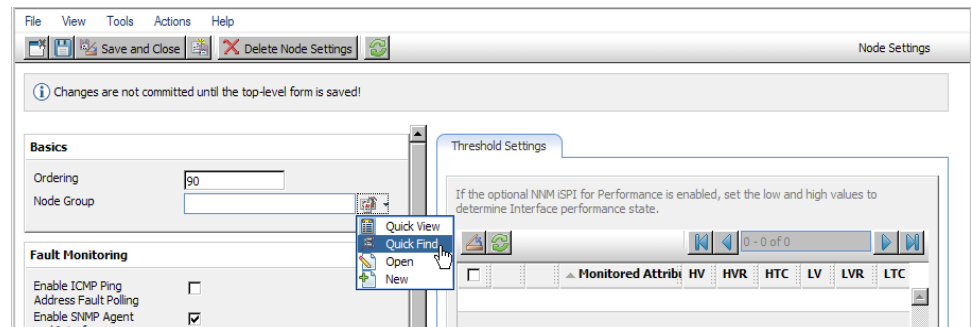 File View Tools Actions Help
Save and Close Delete Node Settings Node Settings
Changes are not committed until the top-level form is saved!
Basics
Ordering 90
Node Group
Quick View
Quick Find
Open
New
Fault Monitoring
Enable ICMP Ping
Address Fault Polling
Enable SNMP Agent
Threshold Settings
If the optional NNM iSPI for Performance is enabled, set the low and high values to
determine Interface performance state.
0 - 0 of 0
Monitored Attribu HV HVR HTC LV LVR LTC